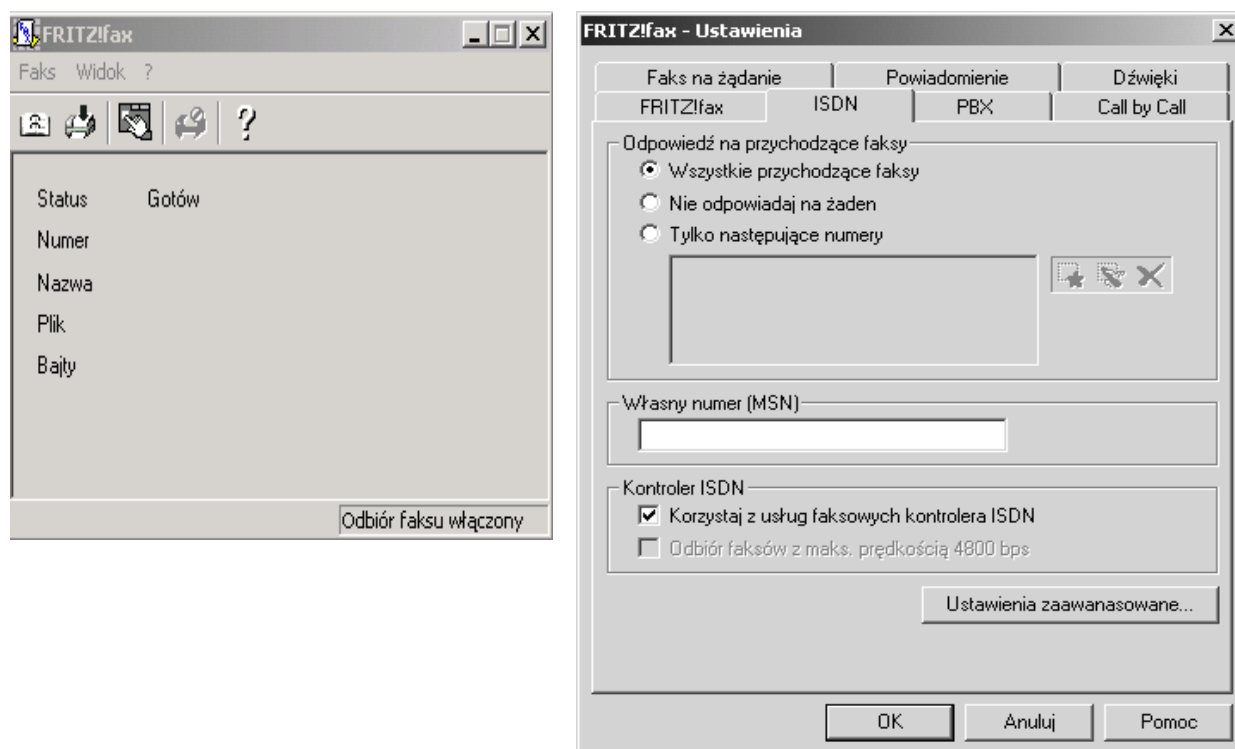 FRITZ!fax
Faks Widok ?
Status Gotów
Numer
Nazwa
Plik
Bajty
Odbiór faksu włączony
FRITZ!fax - Ustawienia
Faks na żądanie Powiadomienie Dźwięki
FRITZ!fax ISDN PBX Call by Call
Odpowiedź na przychodzące faksy
Wszystkie przychodzące faksy
Nie odpowiadaj na żaden
Tylko następujące numery
Własny numer (MSN)
Kontroler ISDN
Korzystaj z usług faksowych kontrolera ISDN
Odbiór faksów z maks. prędkością 4800 bps
Ustawienia zaawanasowane...
OK Anuluj Pomoc